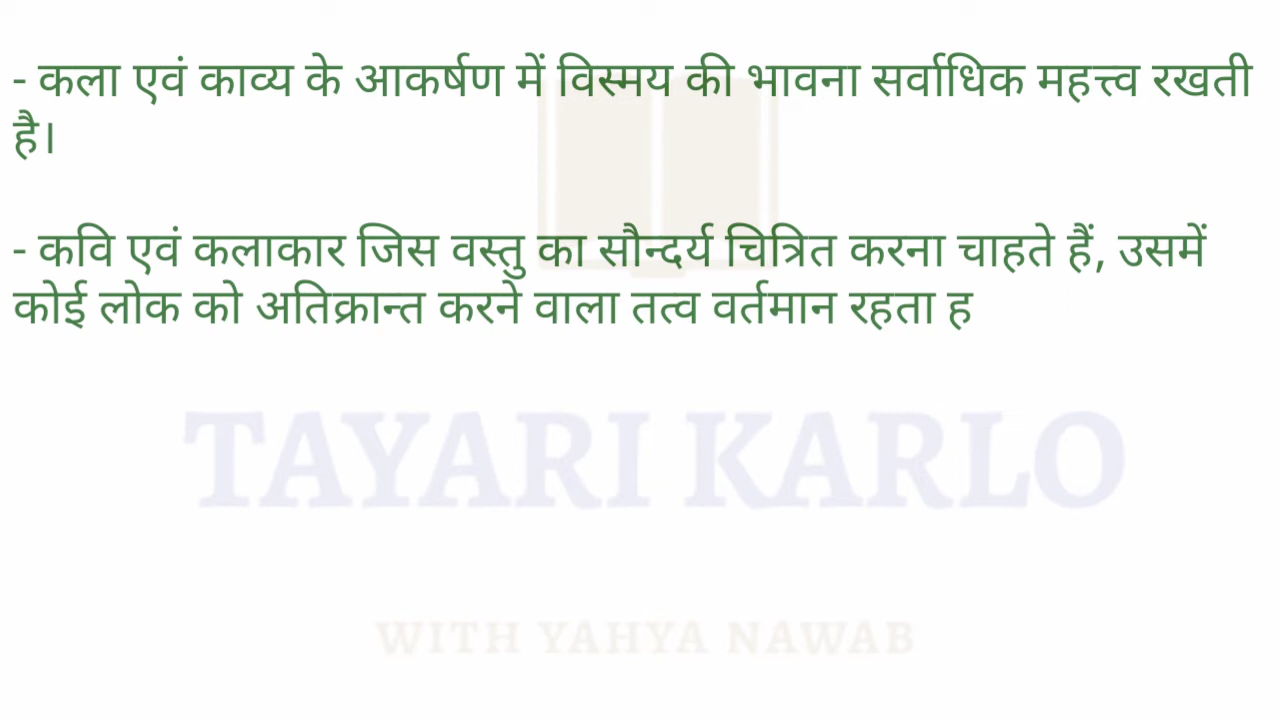 - कला एवं काव्य के आकर्षण में विस्मय की भावना सर्वाधिक महत्त्व रखती
है।
- कवि एवं कलाकार जिस वस्तु का सौन्दर्य चित्रित करना चाहते हैं, उसमें
कोई लोक को अतिक्रान्त करने वाला तत्व वर्तमान रहता ह
TAYARI KARLO
WITH YAHYA NAWAB